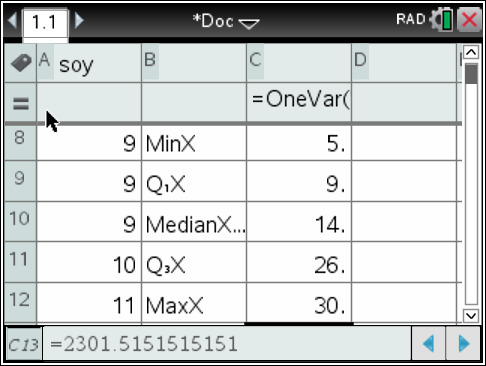 1.1 *Doc RAD
A soy B C D
= =OneVar(
8 9 MinX 5.
9 9 Q₁X 9.
10 9 MedianX... 14.
11 10 Q₃X 26.
12 11 MaxX 30.
C13 =2301.5151515151